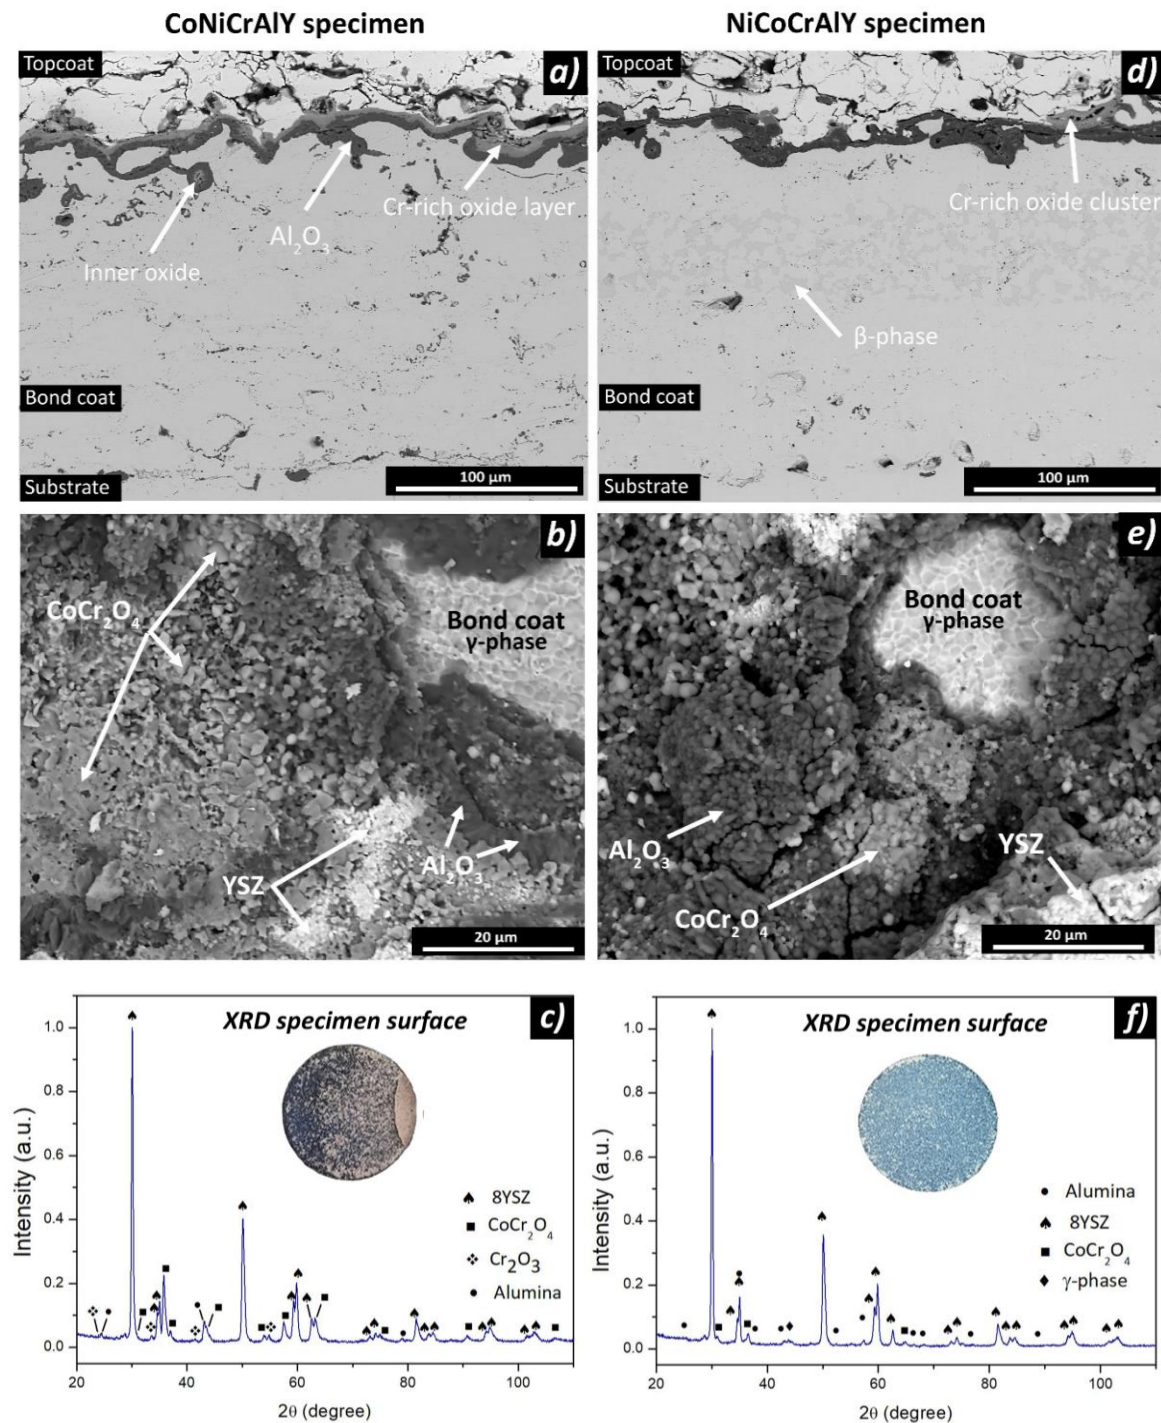 CoNiCrAlY specimen
NiCoCrAlY specimen
Topcoat
a)
Cr-rich oxide layer
Al₂O₃
Inner oxide
Bond coat
100 µm
Substrate
Topcoat
d)
Cr-rich oxide cluster
β-phase
Bond coat
100 µm
Substrate
b)
CoCr₂O₄
Bond coat
γ-phase
Al₂O₃
YSZ
20 µm
e)
Bond coat
γ-phase
Al₂O₃
YSZ
CoCr₂O₄
20 µm
c)
XRD specimen surface
1.0
0.8
0.6
0.4
0.2
0.0
Intensity (a.u.)
♠ 8YSZ
■ CoCr₂O₄
❖ Cr₂O₃
● Alumina
20 40 60 80 100
2θ (degree)
f)
XRD specimen surface
1.0
0.8
0.6
0.4
0.2
0.0
Intensity (a.u.)
● Alumina
♠ 8YSZ
■ CoCr₂O₄
♦ γ-phase
20 40 60 80 100
2θ (degree)